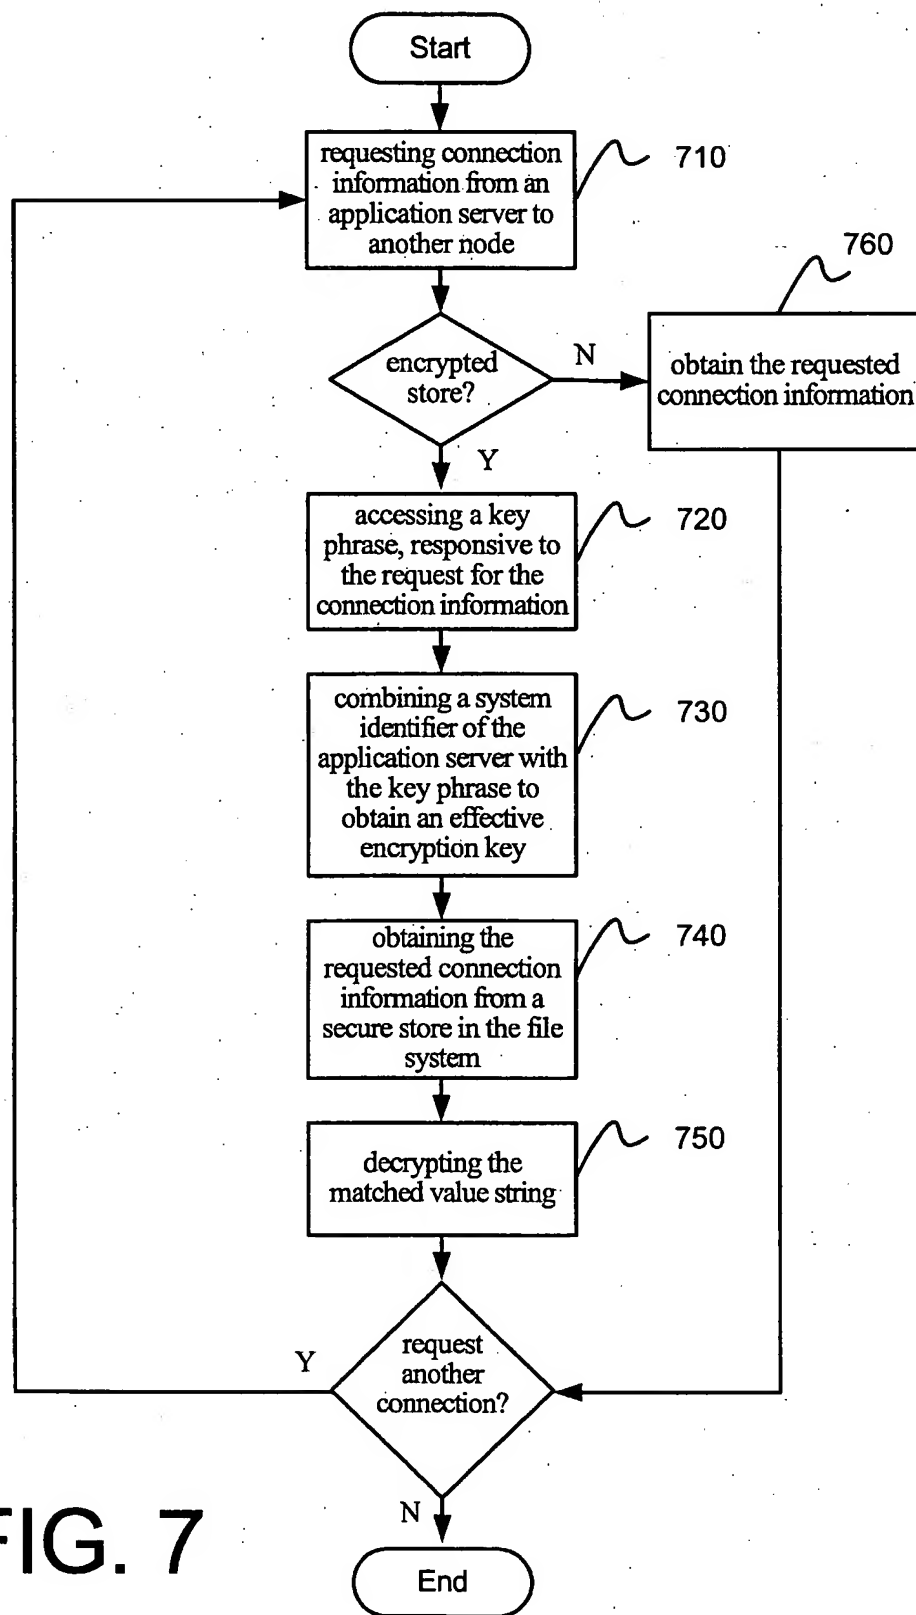 Start
requesting connection
information from an
application server to
another node
710
760
encrypted
store?
N
obtain the requested
connection information
Y
accessing a key
phrase, responsive to
the request for the
connection information
720
combining a system
identifier of the
application server with
the key phrase to
obtain an effective
encryption key
730
obtaining the
requested connection
information from a
secure store in the file
system
740
decrypting the
matched value string
750
request
another
connection?
Y
N
FIG. 7
End